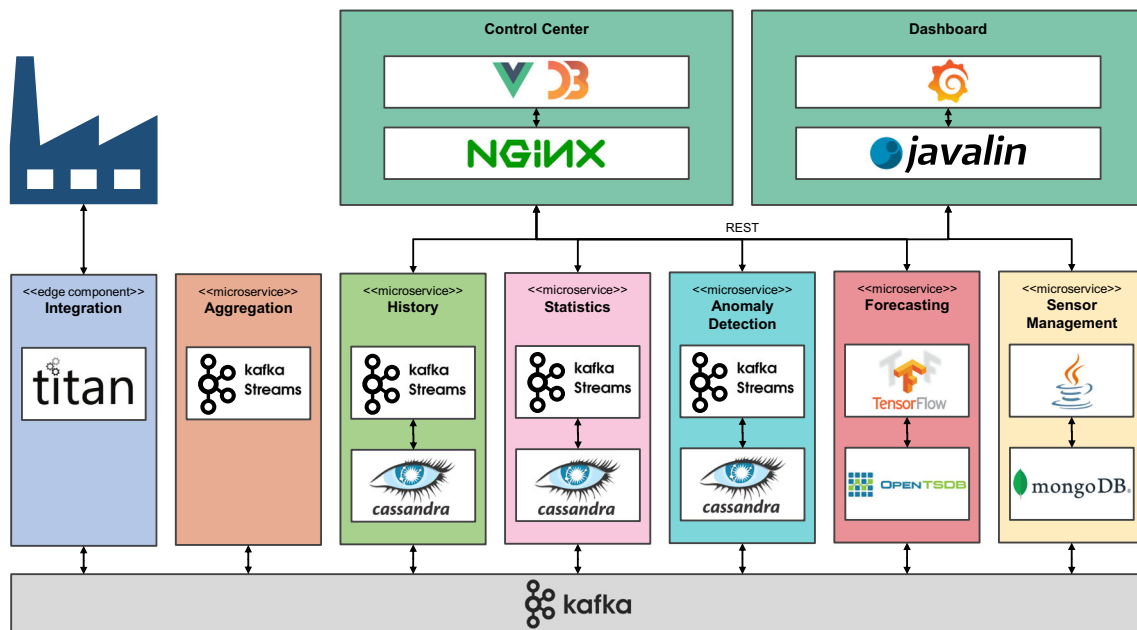 Control Center
Dashboard
D3
NGiNX
javalin
REST
<<edge component>>
Integration
<<microservice>>
Aggregation
<<microservice>>
History
<<microservice>>
Statistics
<<microservice>>
Anomaly
Detection
<<microservice>>
Forecasting
<<microservice>>
Sensor
Management
titan
kafka
Streams
kafka
Streams
kafka
Streams
kafka
Streams
TensorFlow
cassandra
cassandra
cassandra
OPENTSDB
mongoDB®
kafka